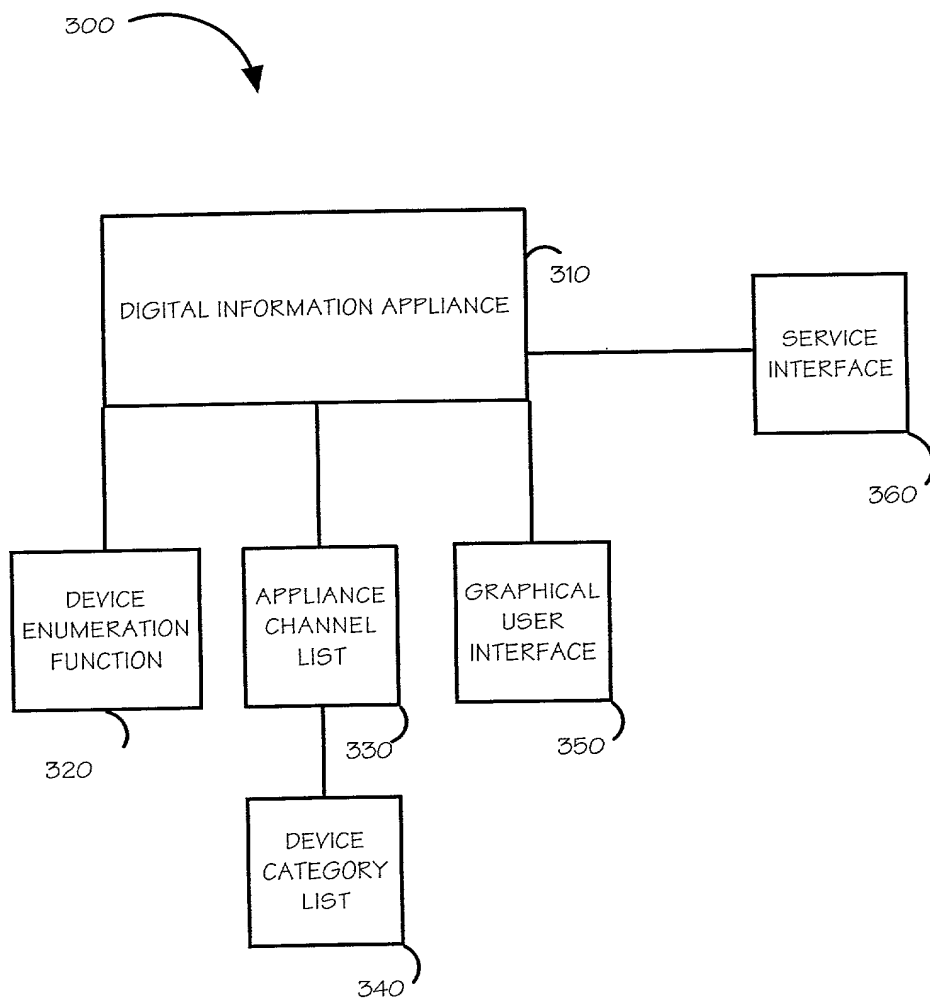 300
DIGITAL INFORMATION APPLIANCE
310
SERVICE
INTERFACE
360
DEVICE
ENUMERATION
FUNCTION
320
APPLIANCE
CHANNEL
LIST
330
GRAPHICAL
USER
INTERFACE
350
DEVICE
CATEGORY
LIST
340